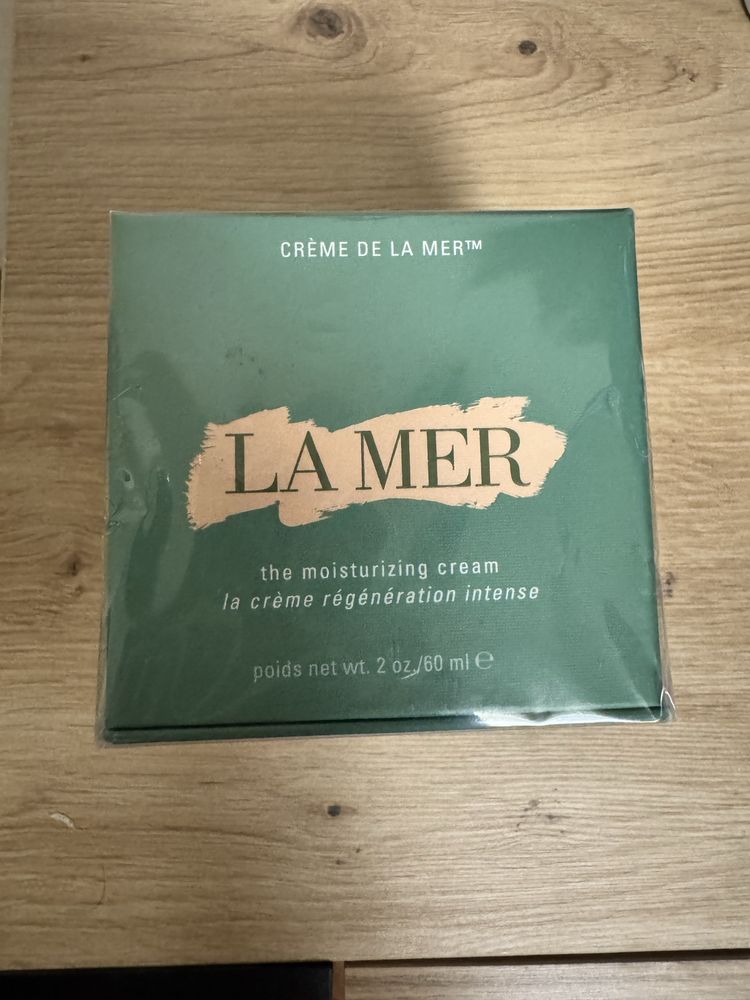 CRÈME DE LA MER™
LA MER
the moisturizing cream
la crème régénération intense
poids net wt. 2 oz./60 ml ℮